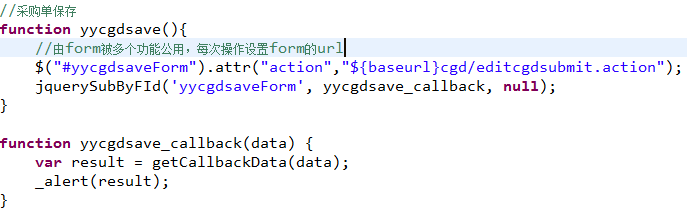 //采购单保存
function yycgdsave(){
    //由form被多个功能公用，每次操作设置form的url
    $("#yycgdsaveForm").attr("action","${baseurl}cgd/editcgdsubmit.action");
    jquerySubByFId('yycgdsaveForm', yycgdsave_callback, null);
}
function yycgdsave_callback(data) {
    var result = getCallbackData(data);
    _alert(result);
}